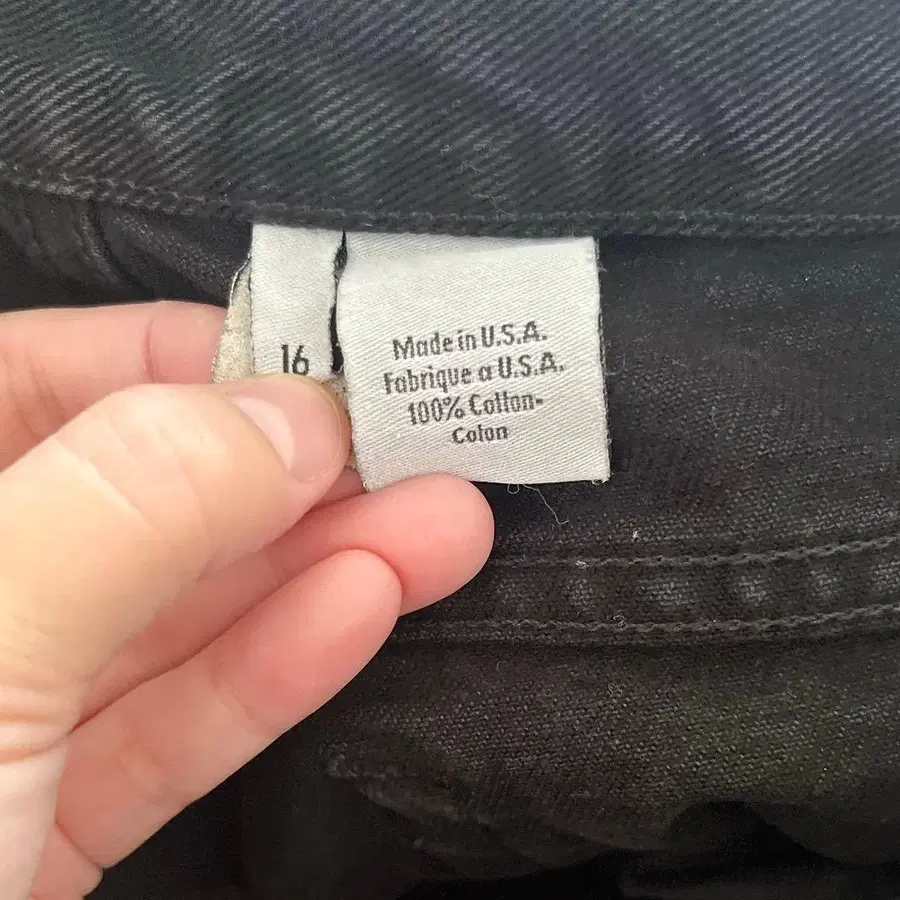 16
Made in U.S.A.
Fabrique a U.S.A.
100% Cotton-
Coton